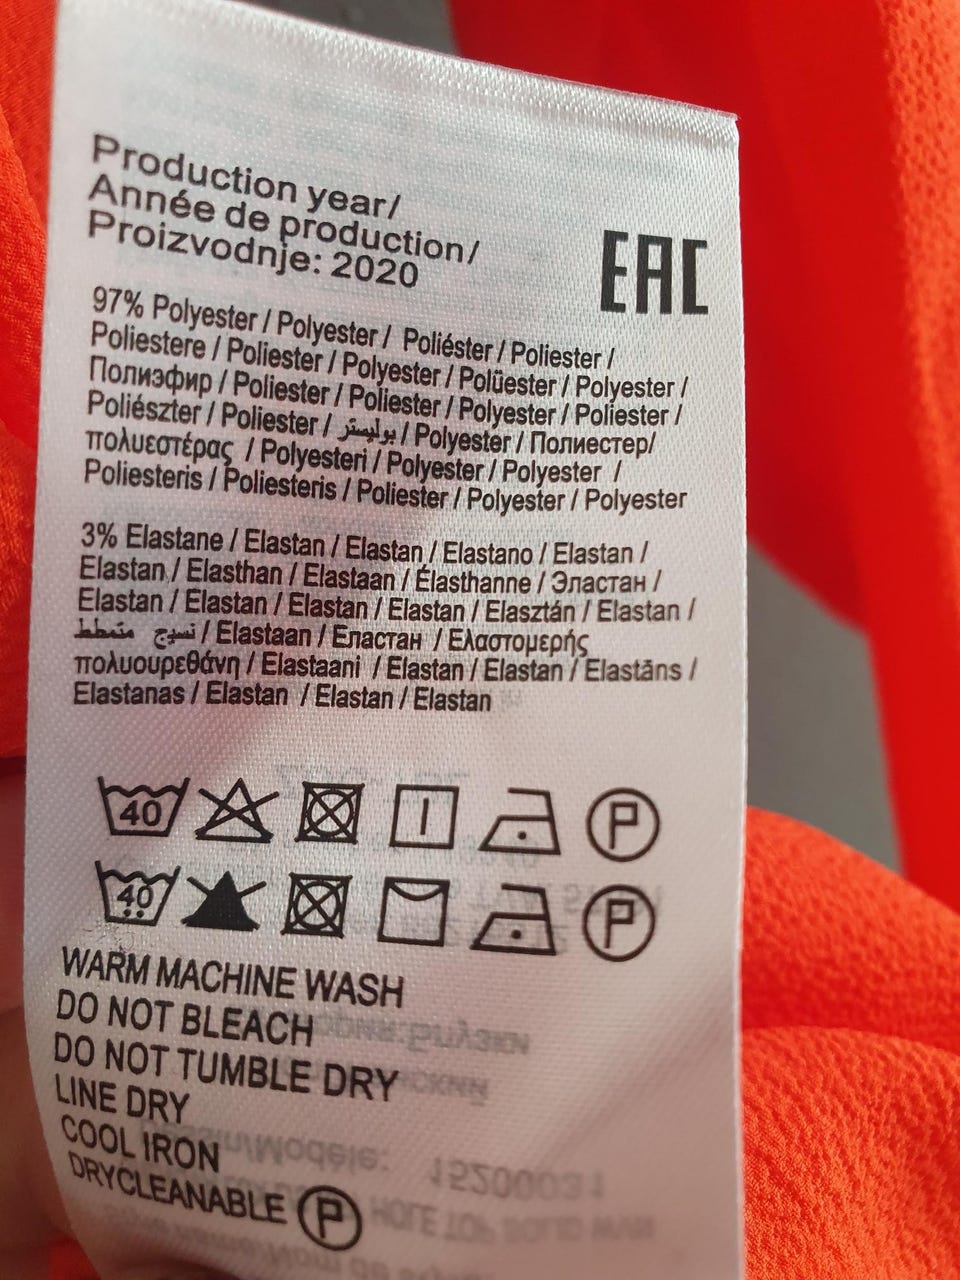 Production year/
Année de production/
Proizvodnje: 2020
EAC
97% Polyester / Polyester / Poliéster / Poliester /
Poliestere / Poliester / Polyester / Polüester / Polyester /
Полиэфир / Poliester / Poliester / Polyester / Poliester /
Poliészter / Poliester / بوليستر / Polyester / Полиестер/
πολυεστέρας / Polyesteri / Polyester / Polyester /
Poliesteris / Poliesteris / Poliester / Polyester / Polyester
3% Elastane / Elastan / Elastan / Elastano / Elastan /
Elastan / Elasthan / Elastaan / Élasthanne / Эластан /
Elastan / Elastan / Elastan / Elastan / Elasztán / Elastan /
نسيج متمطط / Elastaan / Еластан / Ελαστομερής
πολυουρεθάνη / Elastaani / Elastan / Elastan / Elastāns /
Elastanas / Elastan / Elastan / Elastan
40 P
40 P
WARM MACHINE WASH
DO NOT BLEACH
DO NOT TUMBLE DRY
LINE DRY
COOL IRON
DRYCLEANABLE P